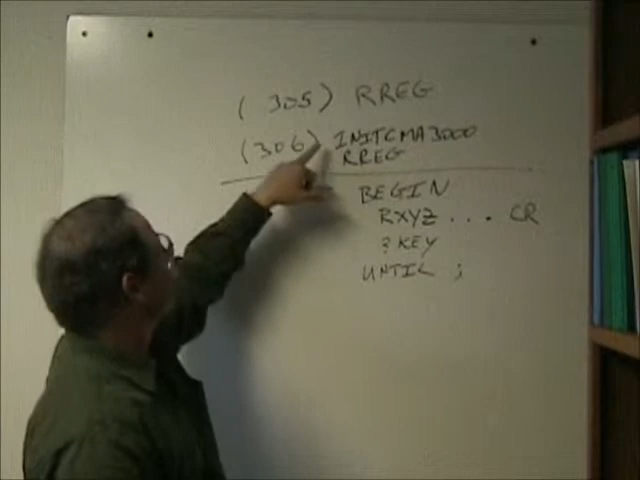 (305) RREG
(306) INITCMA3000
RREG
BEGIN
RXYZ . . . CR
?KEY
UNTIL ;